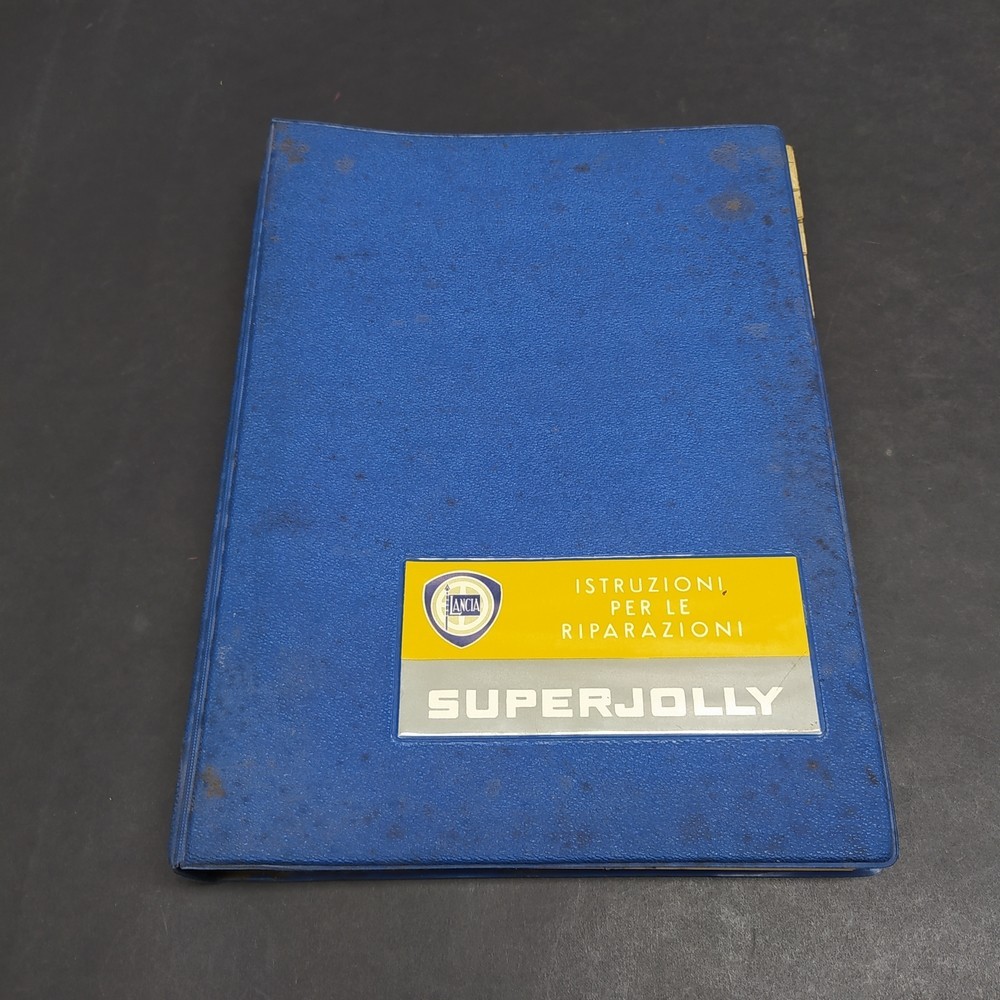 LANCIA
ISTRUZIONI
PER LE
RIPARAZIONI
SUPERJOLLY